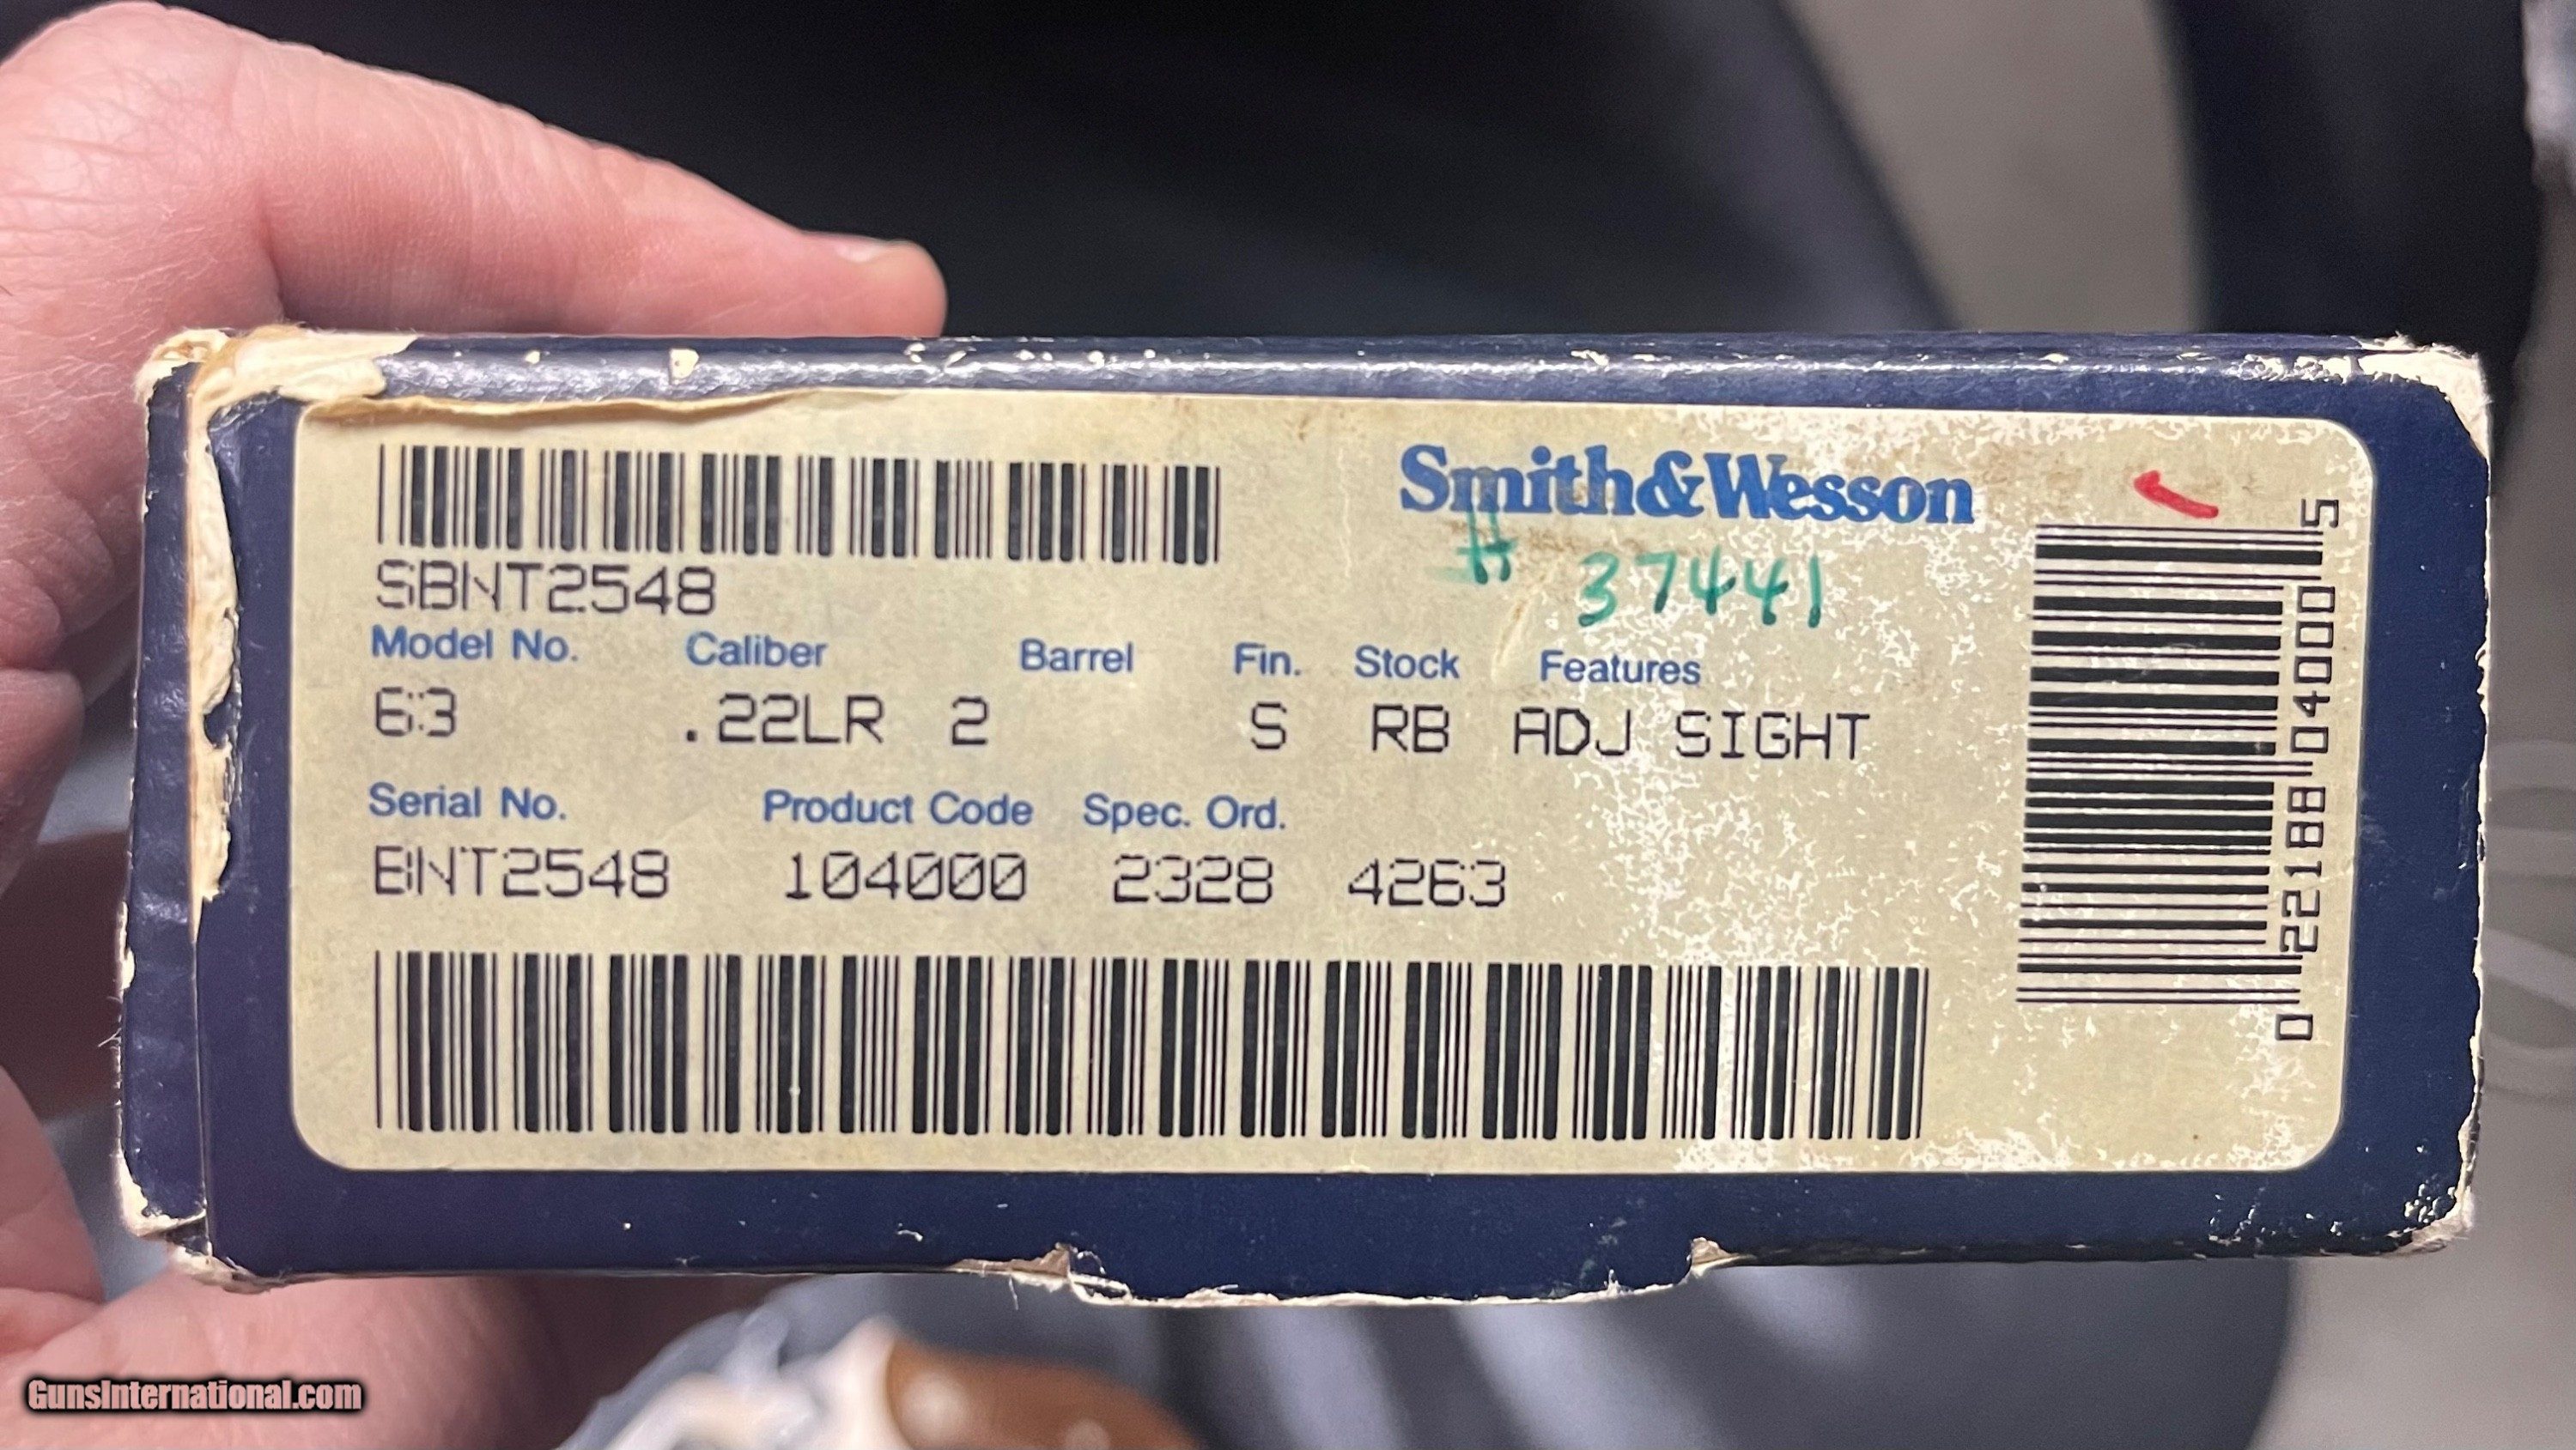 Smith&Wesson
# 37441
SBNT2548
Model No. Caliber Barrel Fin. Stock Features
63 .22LR 2 S RB ADJ SIGHT
Serial No. Product Code Spec. Ord.
BNT2548 104000 2328 4263
0 22188 04000 5
GunsInternational.com